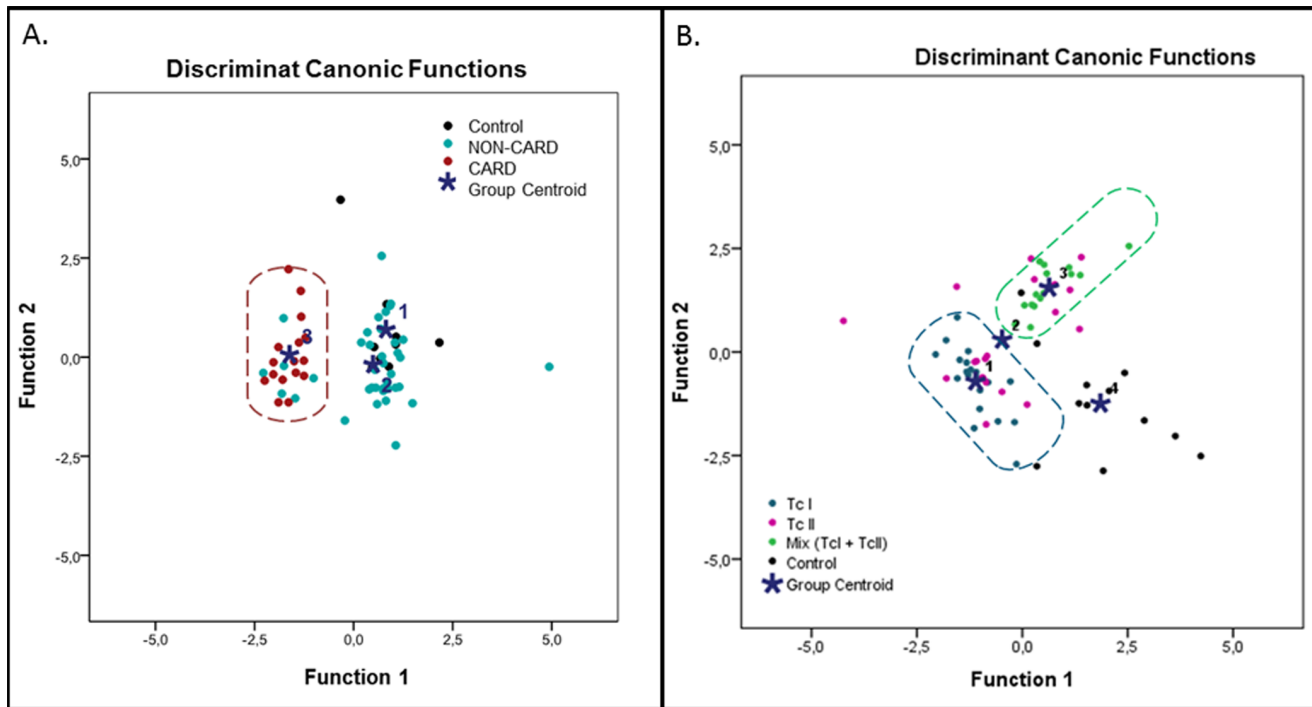 A.
Discriminat Canonic Functions
Control
NON-CARD
CARD
Group Centroid
5,0
2,5
0,0
-2,5
-5,0
Function 2
1
2
3
-5,0 -2,5 0,0 2,5 5,0
Function 1
B.
Discriminant Canonic Functions
5,0
2,5
0,0
-2,5
-5,0
Function 2
3
2
1
4
Tc I
Tc II
Mix (TcI + TcII)
Control
Group Centroid
-5,0 -2,5 0,0 2,5 5,0
Function 1